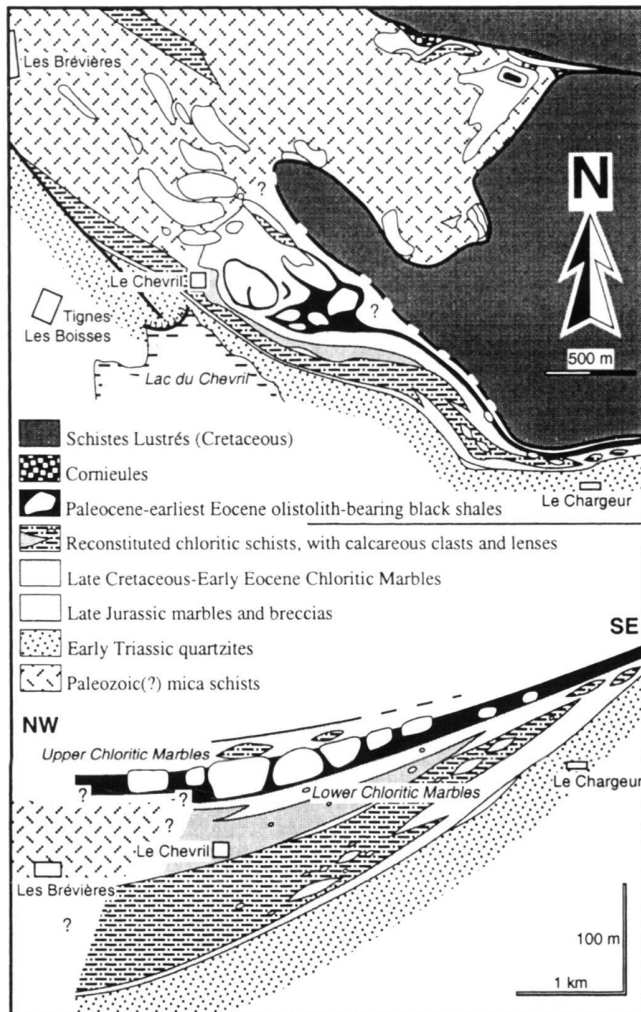 Les Brévières
N
?
Le Chevril
?
Tignes
Les Boisses
500 m
Lac du Chevril
Schistes Lustrés (Cretaceous)
Cornieules
Le Chargeur
Paleocene-earliest Eocene olistolith-bearing black shales
Reconstituted chloritic schists, with calcareous clasts and lenses
Late Cretaceous-Early Eocene Chloritic Marbles
Late Jurassic marbles and breccias
SE
Early Triassic quartzites
Paleozoic(?) mica schists
NW
Upper Chloritic Marbles
? ?
Lower Chloritic Marbles
Le Chargeur
?
Le Chevril
Les Brévières
?
100 m
1 km